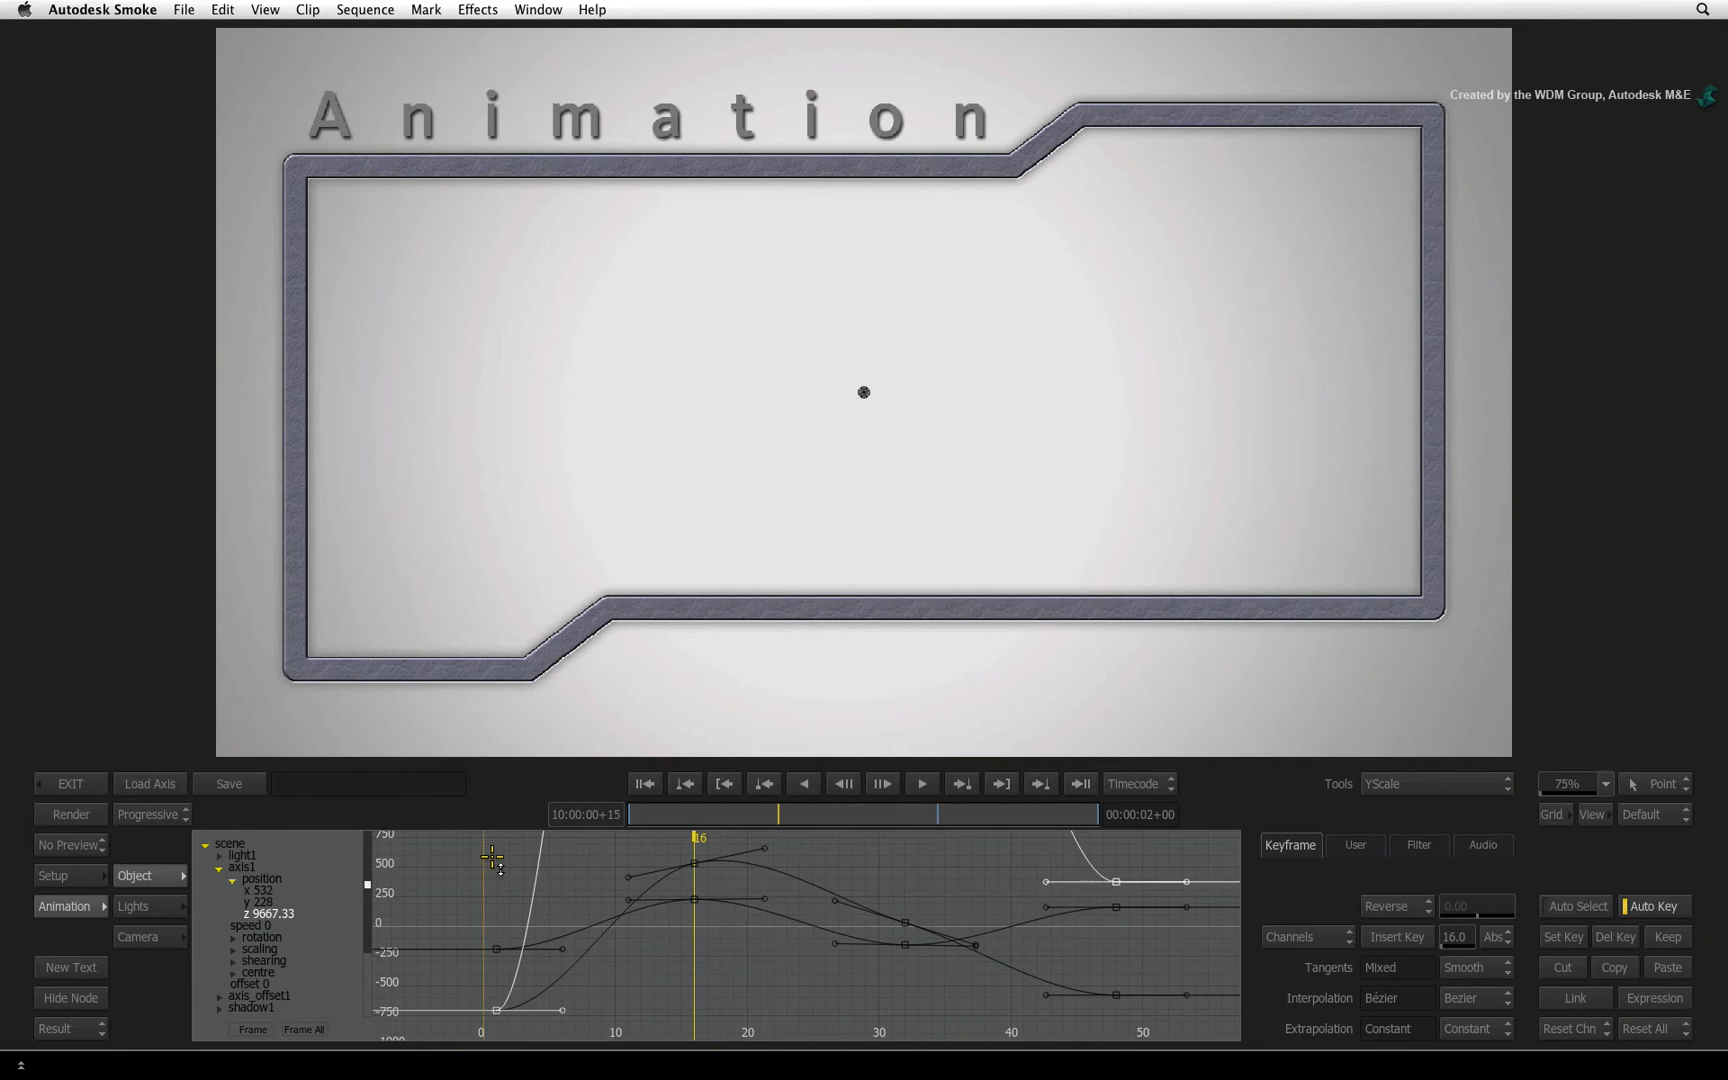 Autodesk Smoke File Edit View Clip Sequence Mark Effects Window Help
Created by the WDM Group, Autodesk M&E
Animation
EXIT Load Axis Save Timecode Tools YScale 75% Point
Render Progressive 10:00:00+15 00:00:02+00 Grid View Default
No Preview Keyframe User Filter Audio
Setup Object
Animation Lights Reverse 0.00 Auto Select Auto Key
Camera Channels Insert Key 16.0 Abs Set Key Del Key Keep
New Text Tangents Mixed Smooth Cut Copy Paste
Hide Node Interpolation Bézier Bezier Link Expression
Result Extrapolation Constant Constant Reset Chn Reset All
scene
light1
axis1
position
x 532
y 228
z 9667.33
speed 0
rotation
scaling
shearing
centre
offset 0
axis_offset1
shadow1
Frame Frame All
16
750
500
250
0
-250
-500
-750
0 10 20 30 40 50